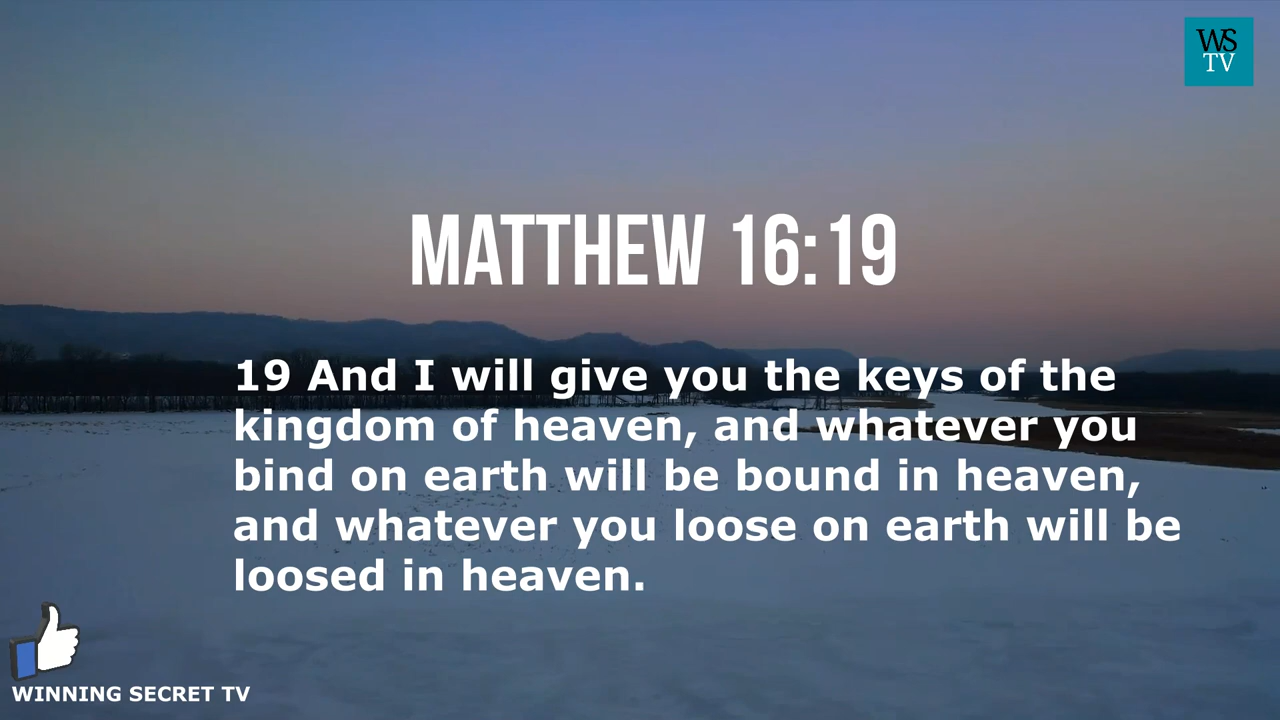 WS
TV
MATTHEW 16:19
19 And I will give you the keys of the
kingdom of heaven, and whatever you
bind on earth will be bound in heaven,
and whatever you loose on earth will be
loosed in heaven.
WINNING SECRET TV